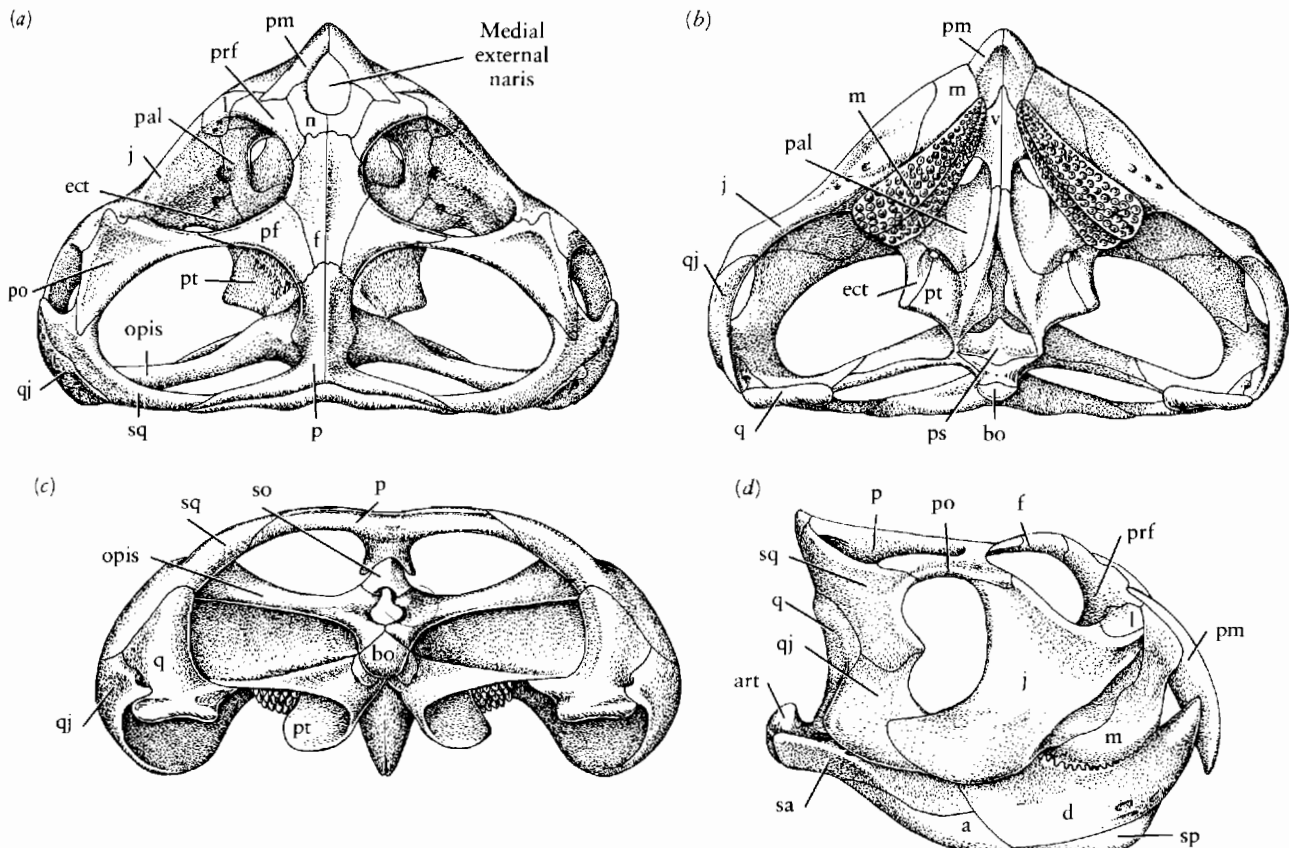 (a)
pm
Medial
external
naris
prf
l
n
pal
j
ect
pf
f
pt
po
opis
qj
sq
p
(b)
pm
m
m
v
pal
j
qj
ect
pt
q
ps
bo
(c)
p
so
sq
opis
bo
q
qj
pt
(d)
p
po
f
prf
sq
q
qj
l
pm
art
j
m
sa
d
a
sp